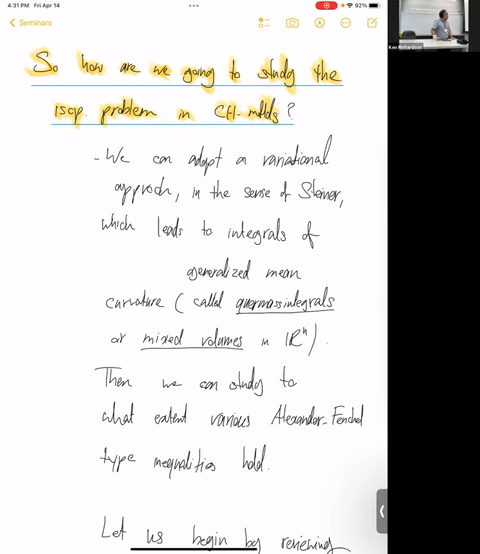 4:31 PM Fri Apr 14
92%
Seminars
Ken Richardson
So how are we going to study the
isop. problem in CH-mflds?
- We can adopt a variational
approch, in the sense of Steiner,
which leads to integrals of
generalized mean
curvature (called quermassintegrals
or mixed volumes in ℝⁿ).
Then we can study to
what extent various Alexandor-Fenchel
type inequalities hold.
Let us begin by reviewing